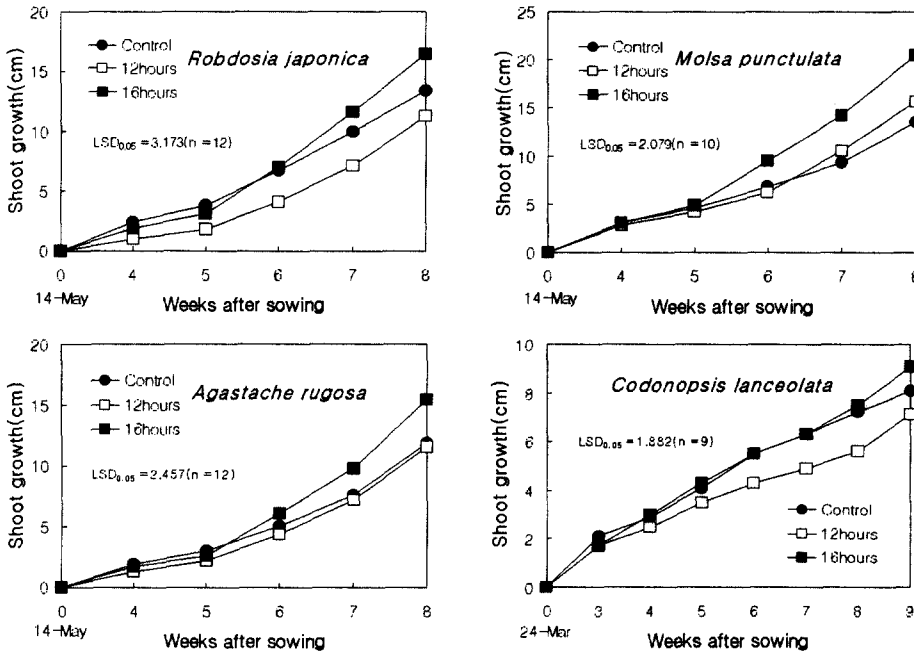 20
15
10
5
0
Shoot growth(cm)
Control
12hours
16hours
Robdosia japonica
LSD0.05=3.173(n=12)
0 4 5 6 7 8
14-May
Weeks after sowing
25
20
15
10
5
0
Shoot growth(cm)
Control
12hours
16hours
Molsa punctulata
LSD0.05=2.079(n=10)
0 4 5 6 7 8
14-May
Weeks after sowing
20
15
10
5
0
Shoot growth(cm)
Control
12hours
16hours
Agastache rugosa
LSD0.05=2.457(n=12)
0 4 5 6 7 8
14-May
Weeks after sowing
10
8
6
4
2
0
Shoot growth(cm)
Codonopsis lanceolata
LSD0.05=1.882(n=9)
Control
12hours
16hours
0 3 4 5 6 7 8 9
24-Mar
Weeks after sowing